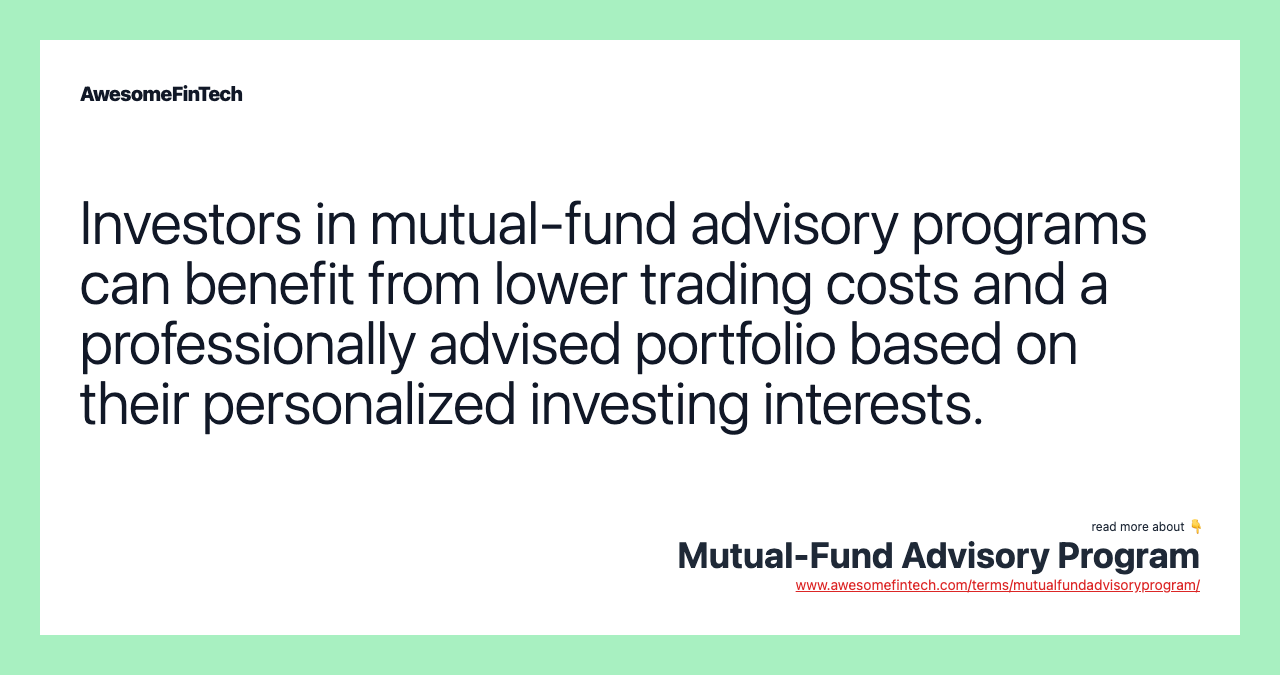 AwesomeFinTech
Investors in mutual-fund advisory programs
can benefit from lower trading costs and a
professionally advised portfolio based on
their personalized investing interests.
read more about 👇
Mutual-Fund Advisory Program
www.awesomefintech.com/terms/mutualfundadvisoryprogram/